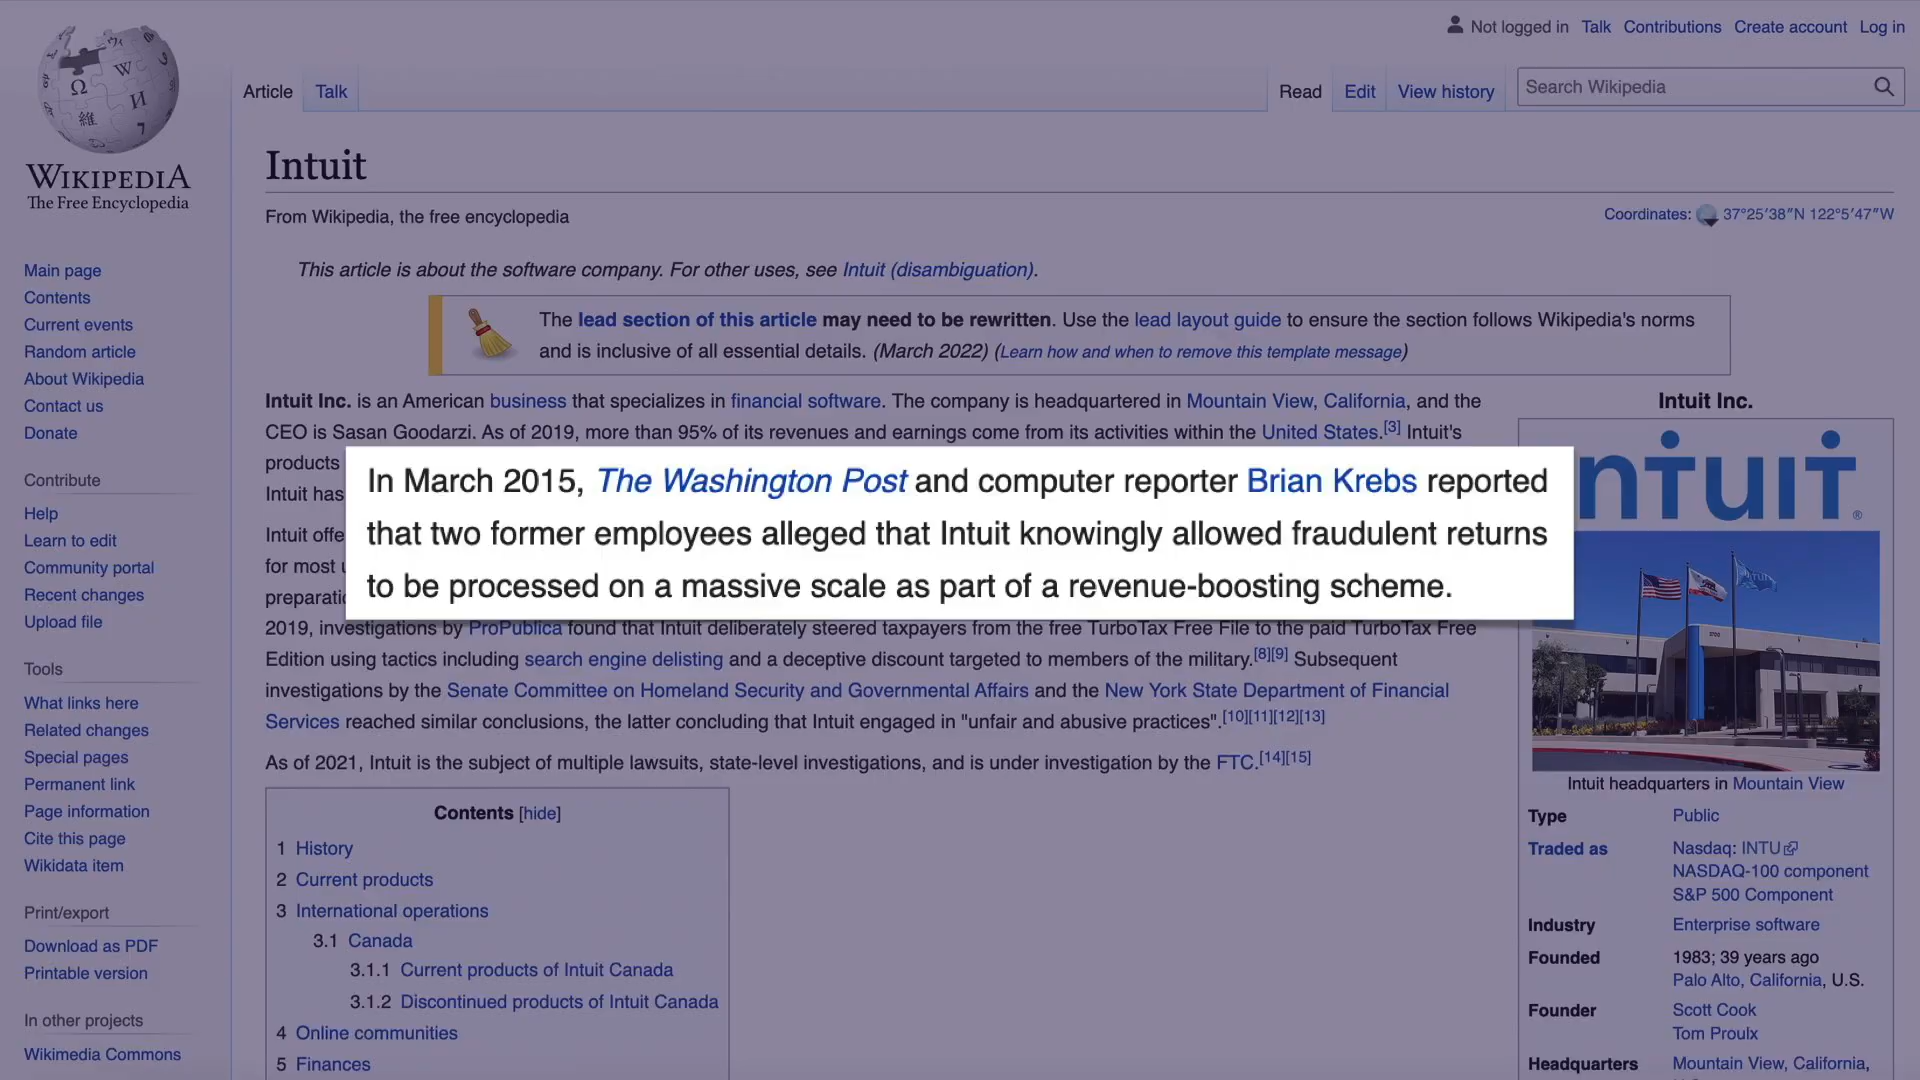 Not logged in Talk Contributions Create account Log in
Article Talk Read Edit View history Search Wikipedia
WIKIPEDIA
The Free Encyclopedia
Main page
Contents
Current events
Random article
About Wikipedia
Contact us
Donate
Contribute
Help
Learn to edit
Community portal
Recent changes
Upload file
Tools
What links here
Related changes
Special pages
Permanent link
Page information
Cite this page
Wikidata item
Print/export
Download as PDF
Printable version
In other projects
Wikimedia Commons
Intuit
From Wikipedia, the free encyclopedia
Coordinates: 37°25′38″N 122°5′47″W
This article is about the software company. For other uses, see Intuit (disambiguation).
The lead section of this article may need to be rewritten. Use the lead layout guide to ensure the section follows Wikipedia's norms
and is inclusive of all essential details. (March 2022) (Learn how and when to remove this template message)
Intuit Inc. is an American business that specializes in financial software. The company is headquartered in Mountain View, California, and the
CEO is Sasan Goodarzi. As of 2019, more than 95% of its revenues and earnings come from its activities within the United States.[3] Intuit's
products
Intuit has
Intuit offe
for most
preparatio
In March 2015, The Washington Post and computer reporter Brian Krebs reported
that two former employees alleged that Intuit knowingly allowed fraudulent returns
to be processed on a massive scale as part of a revenue-boosting scheme.
2019, investigations by ProPublica found that Intuit deliberately steered taxpayers from the free TurboTax Free File to the paid TurboTax Free
Edition using tactics including search engine delisting and a deceptive discount targeted to members of the military.[8][9] Subsequent
investigations by the Senate Committee on Homeland Security and Governmental Affairs and the New York State Department of Financial
Services reached similar conclusions, the latter concluding that Intuit engaged in "unfair and abusive practices".[10][11][12][13]
As of 2021, Intuit is the subject of multiple lawsuits, state-level investigations, and is under investigation by the FTC.[14][15]
Contents [hide]
1 History
2 Current products
3 International operations
3.1 Canada
3.1.1 Current products of Intuit Canada
3.1.2 Discontinued products of Intuit Canada
4 Online communities
5 Finances
Intuit Inc.
ıntuıt®
Intuit headquarters in Mountain View
Type Public
Traded as Nasdaq: INTU
NASDAQ-100 component
S&P 500 Component
Industry Enterprise software
Founded 1983; 39 years ago
Palo Alto, California, U.S.
Founder Scott Cook
Tom Proulx
Headquarters Mountain View, California,